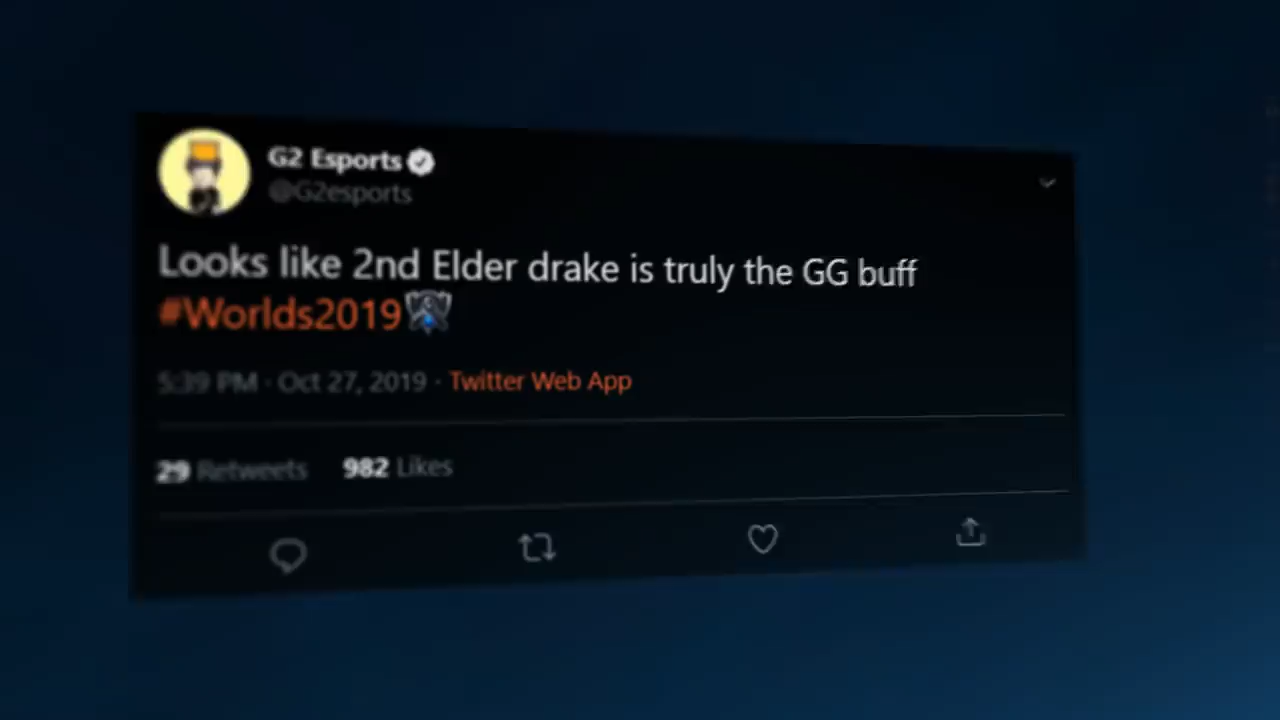 G2 Esports
@G2esports
Looks like 2nd Elder drake is truly the GG buff
#Worlds2019
5:39 PM · Oct 27, 2019 · Twitter Web App
29 Retweets 982 Likes